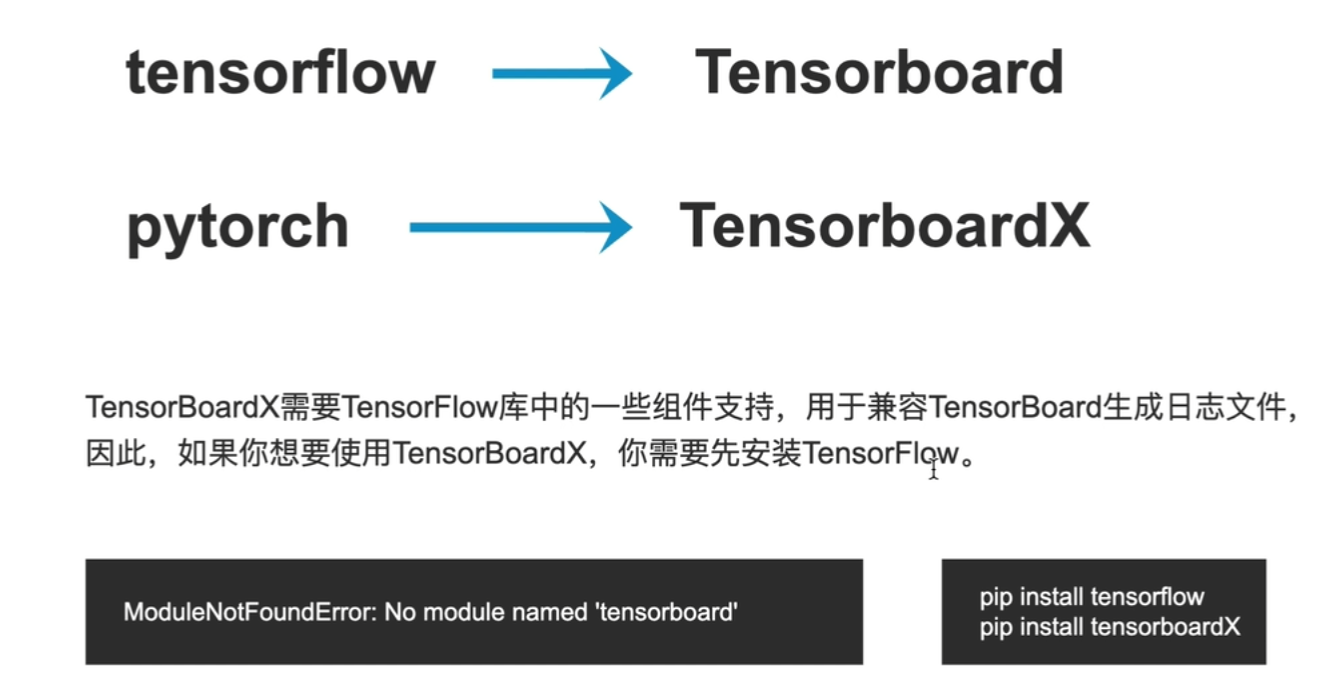 tensorflow Tensorboard
pytorch TensorboardX
TensorBoardX需要TensorFlow库中的一些组件支持，用于兼容TensorBoard生成日志文件，
因此，如果你想要使用TensorBoardX，你需要先安装TensorFlow。
ModuleNotFoundError: No module named 'tensorboard'
pip install tensorflow
pip install tensorboardX